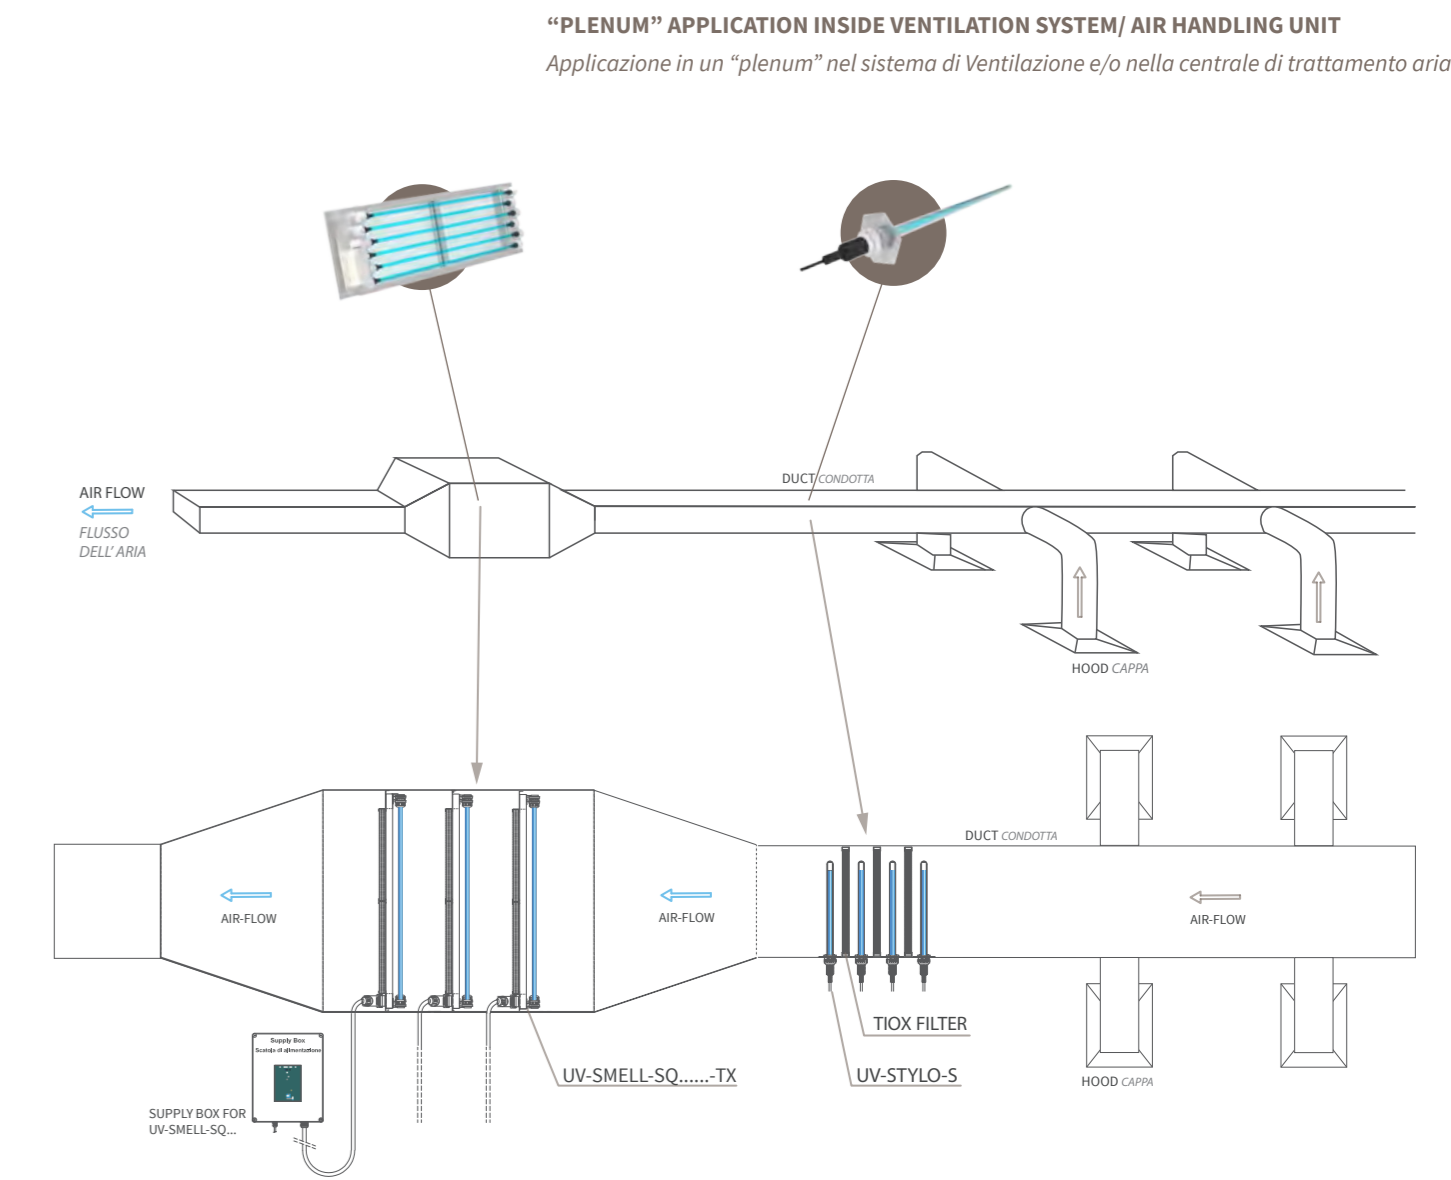 “PLENUM” APPLICATION INSIDE VENTILATION SYSTEM/ AIR HANDLING UNIT
Applicazione in un “plenum” nel sistema di Ventilazione e/o nella centrale di trattamento aria
DUCT CONDOTTA
AIR FLOW
FLUSSO
DELL’ ARIA
HOOD CAPPA
DUCT CONDOTTA
AIR-FLOW
AIR-FLOW
AIR-FLOW
TIOX FILTER
UV-SMELL-SQ......-TX
UV-STYLO-S
HOOD CAPPA
Supply Box
Scatola di alimentazione
SUPPLY BOX FOR
UV-SMELL-SQ...